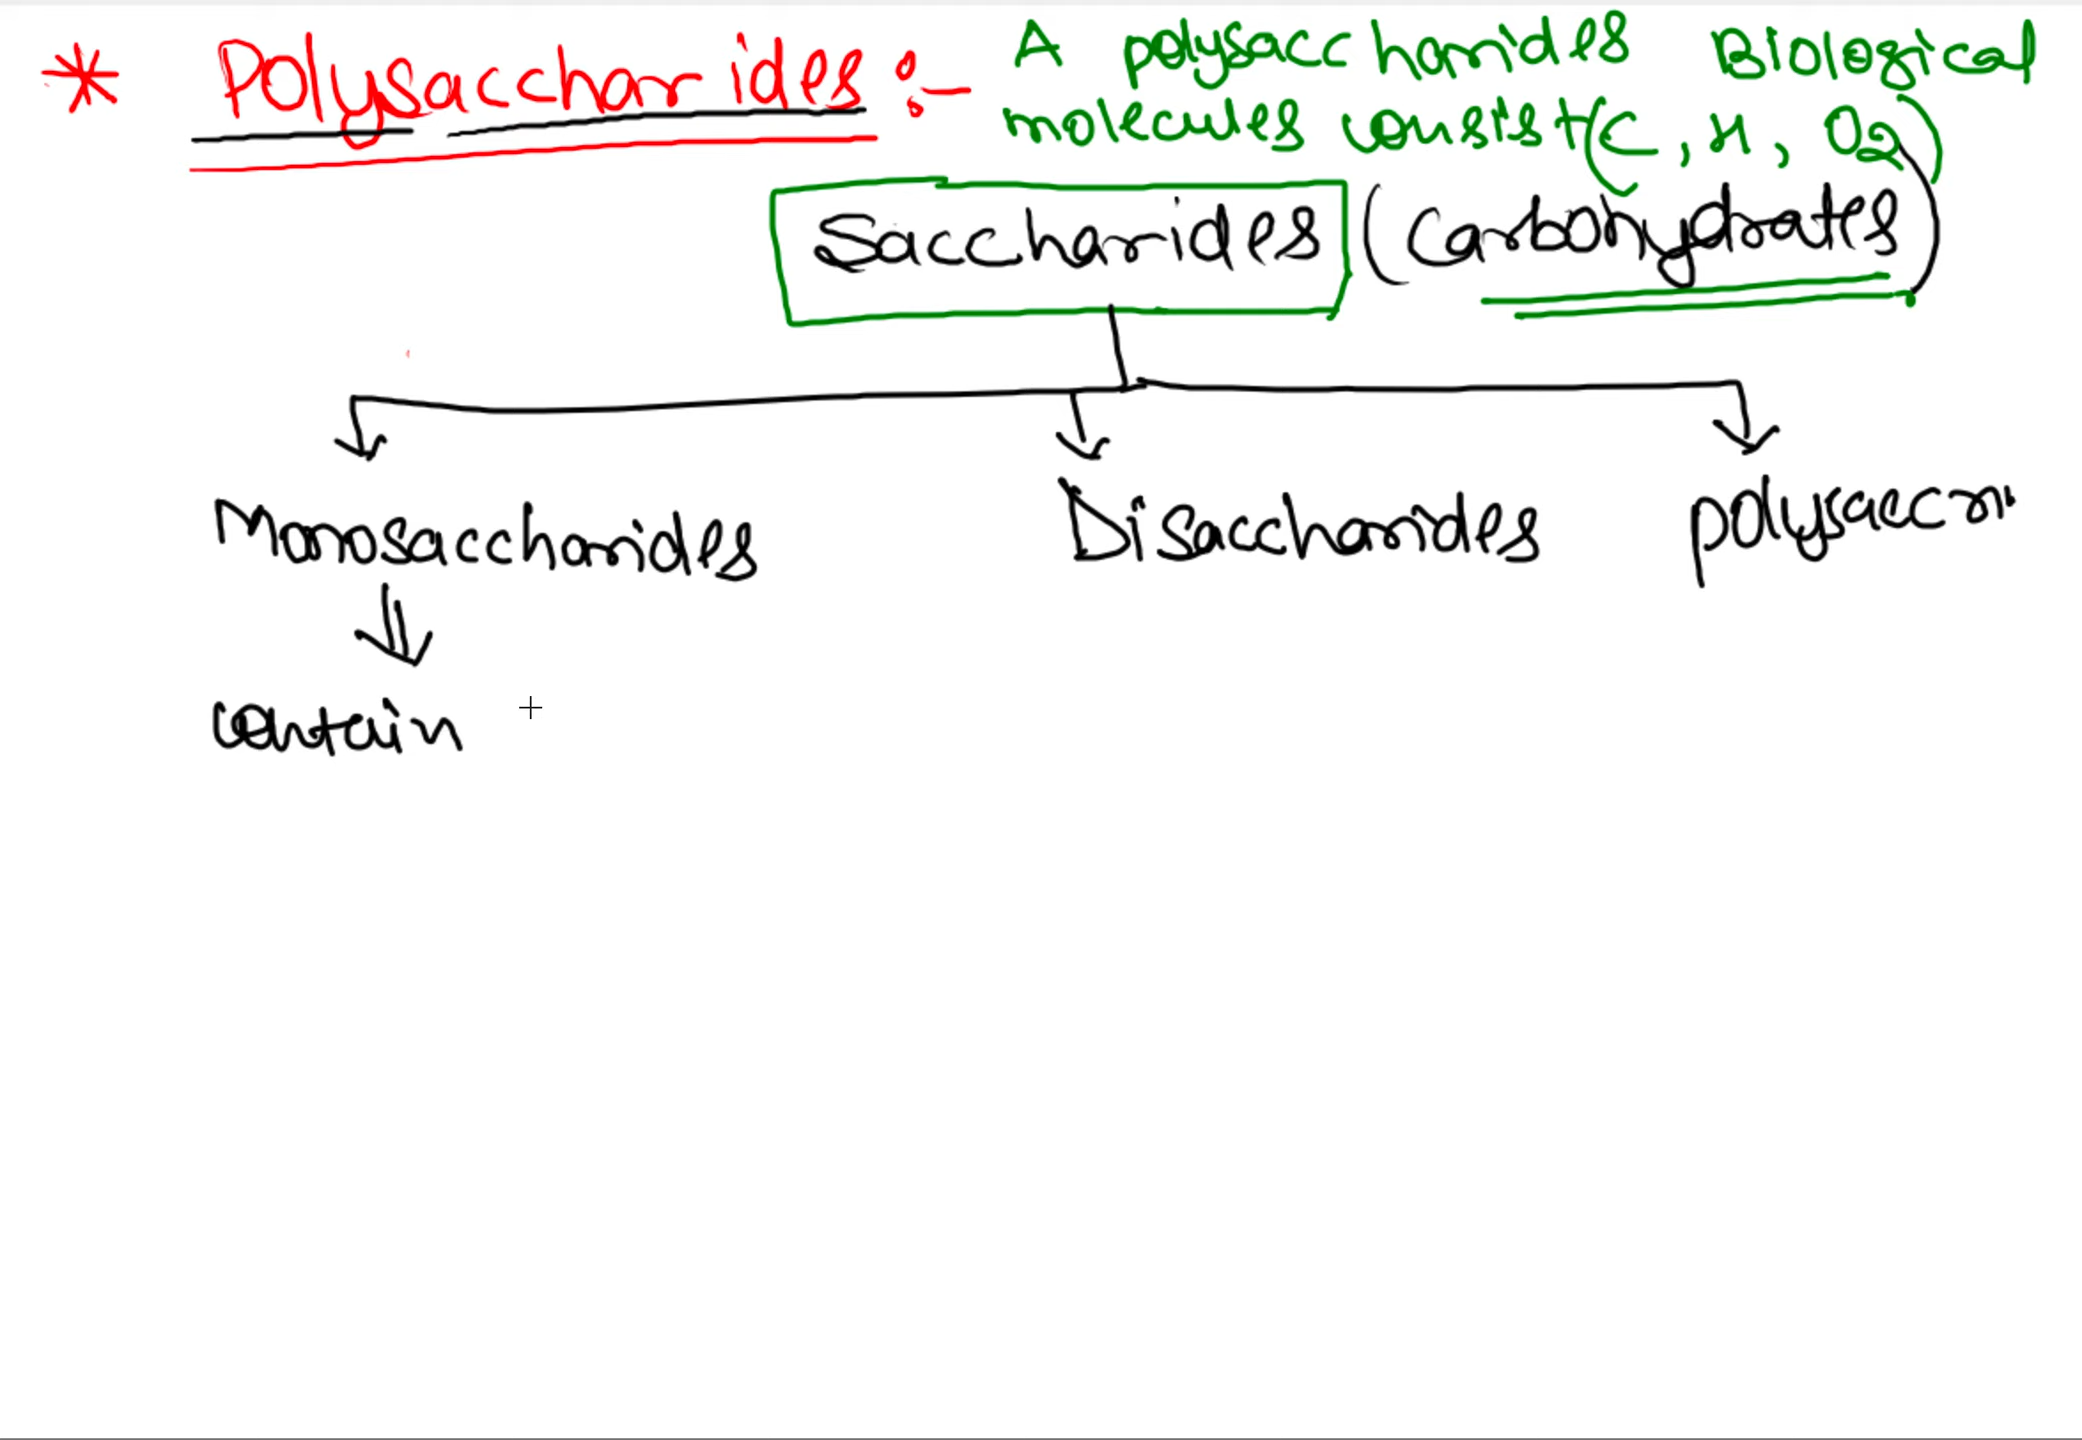 * Polysaccharides :- A polysaccharides Biological
molecules consist (C, H, O2)
Saccharides (Carbohydrates)
Monosaccharides Disaccharides
contain